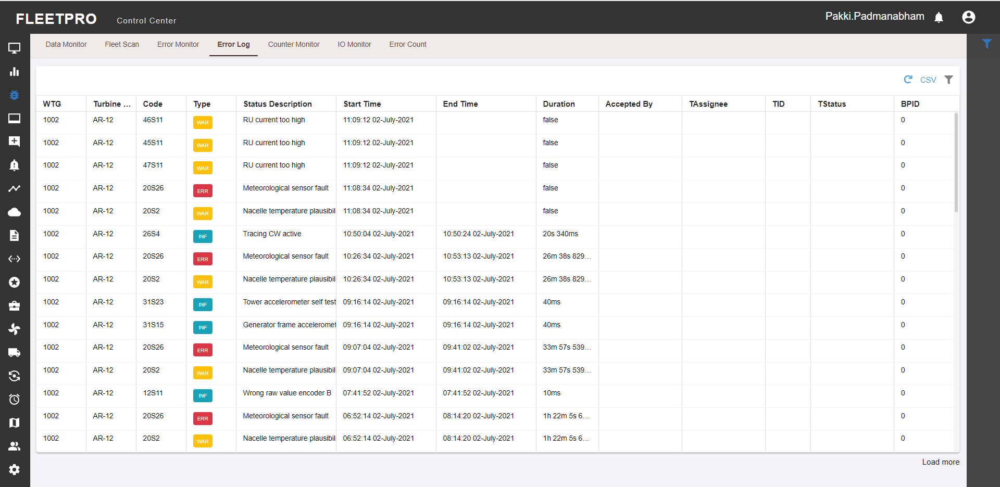 FLEETPRO Control Center Pakki.Padmanabham
Data Monitor Fleet Scan Error Monitor Error Log Counter Monitor IO Monitor Error Count
CSV
WTG Turbine ... Code Type Status Description Start Time End Time Duration Accepted By TAssignee TID TStatus BPID
1002 AR-12 46S11 WAR RU current too high 11:09:12 02-July-2021 false 0
1002 AR-12 45S11 WAR RU current too high 11:09:12 02-July-2021 false 0
1002 AR-12 47S11 WAR RU current too high 11:09:12 02-July-2021 false 0
1002 AR-12 20S26 ERR Meteorological sensor fault 11:08:34 02-July-2021 false 0
1002 AR-12 20S2 WAR Nacelle temperature plausibil 11:08:34 02-July-2021 false 0
1002 AR-12 26S4 INF Tracing CW active 10:50:04 02-July-2021 10:50:24 02-July-2021 20s 340ms 0
1002 AR-12 20S26 ERR Meteorological sensor fault 10:26:34 02-July-2021 10:53:13 02-July-2021 26m 38s 829... 0
1002 AR-12 20S2 WAR Nacelle temperature plausibil 10:26:34 02-July-2021 10:53:13 02-July-2021 26m 38s 829... 0
1002 AR-12 31S23 INF Tower accelerometer self test 09:16:14 02-July-2021 09:16:14 02-July-2021 40ms 0
1002 AR-12 31S15 INF Generator frame acceleromet 09:16:14 02-July-2021 09:16:14 02-July-2021 40ms 0
1002 AR-12 20S26 ERR Meteorological sensor fault 09:07:04 02-July-2021 09:41:02 02-July-2021 33m 57s 539... 0
1002 AR-12 20S2 WAR Nacelle temperature plausibil 09:07:04 02-July-2021 09:41:02 02-July-2021 33m 57s 539... 0
1002 AR-12 12S11 INF Wrong raw value encoder B 07:41:52 02-July-2021 07:41:52 02-July-2021 10ms 0
1002 AR-12 20S26 ERR Meteorological sensor fault 06:52:14 02-July-2021 08:14:20 02-July-2021 1h 22m 5s 6... 0
1002 AR-12 20S2 WAR Nacelle temperature plausibil 06:52:14 02-July-2021 08:14:20 02-July-2021 1h 22m 5s 6... 0
Load more